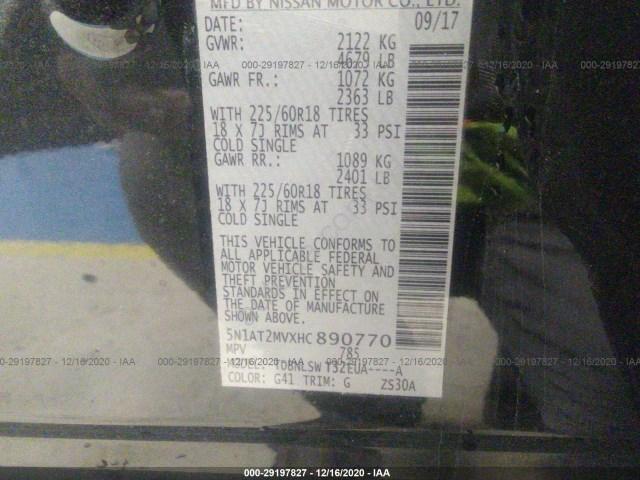 MFD BY NISSAN MOTOR CO., LTD.
DATE: 09/17
GVWR: 2122 KG
4679 LB
GAWR FR.: 1072 KG
2363 LB
WITH 225/60R18 TIRES
18 X 7J RIMS AT 33 PSI
COLD SINGLE
GAWR RR.: 1089 KG
2401 LB
WITH 225/60R18 TIRES
18 X 7J RIMS AT 33 PSI
COLD SINGLE
THIS VEHICLE CONFORMS TO
ALL APPLICABLE FEDERAL
MOTOR VEHICLE SAFETY AND
THEFT PREVENTION
STANDARDS IN EFFECT ON
THE DATE OF MANUFACTURE
SHOWN ABOVE.
5N1AT2MVXHC890770
MPV 785
MODEL: T32EUA----A
COLOR: G41 TRIM: G ZS30A
000-29197827 - 12/16/2020 - IAA